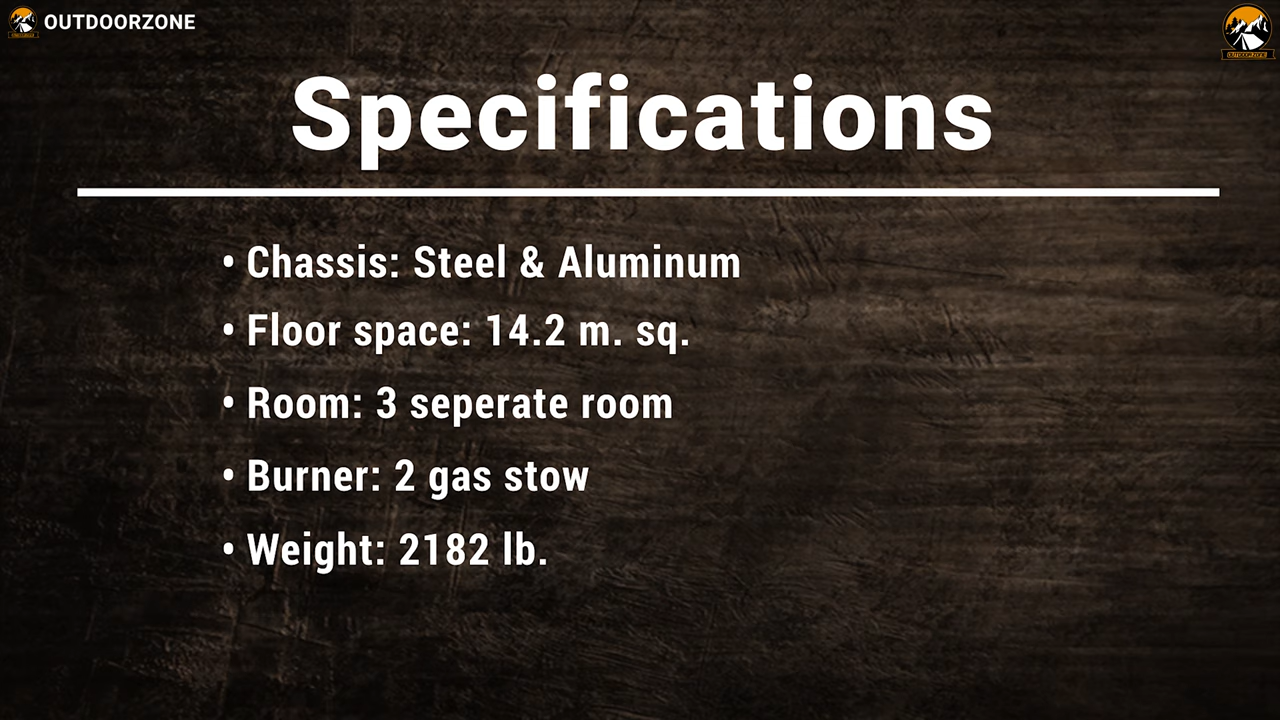 OUTDOORZONE
OUTDOORZONE
Specifications
• Chassis: Steel & Aluminum
• Floor space: 14.2 m. sq.
• Room: 3 seperate room
• Burner: 2 gas stow
• Weight: 2182 lb.